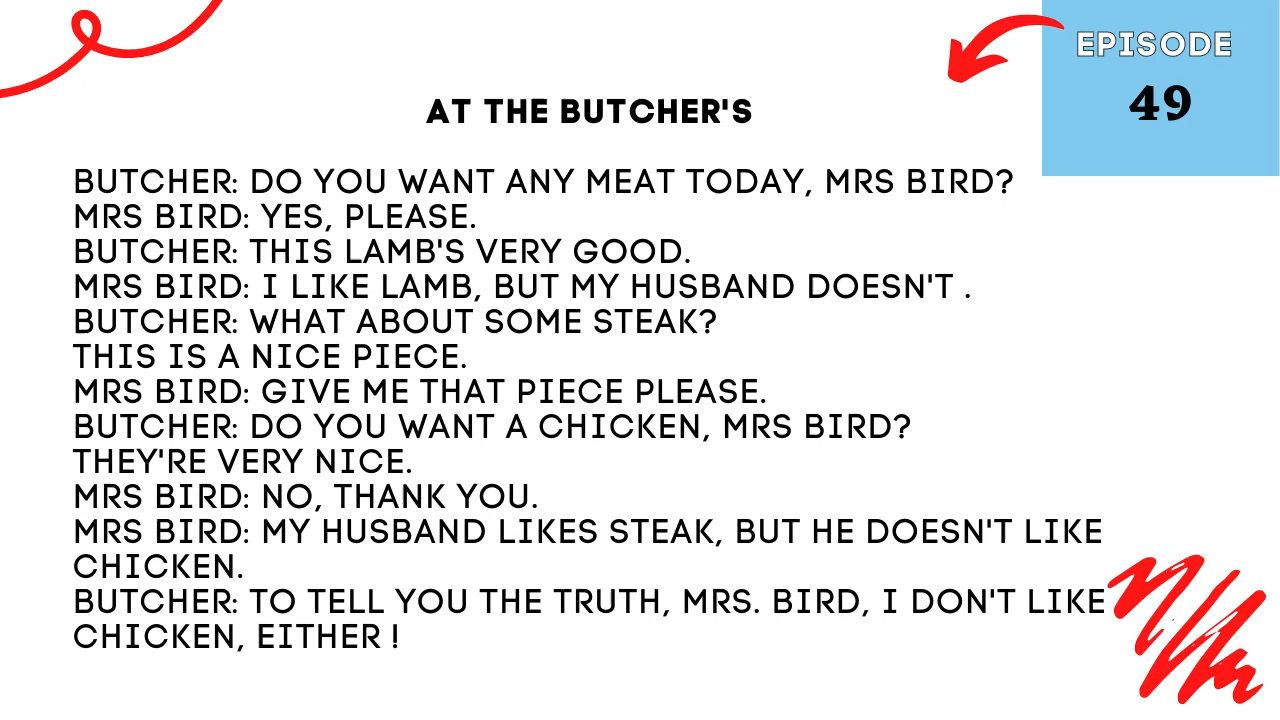 EPISODE
49
AT THE BUTCHER'S
BUTCHER: DO YOU WANT ANY MEAT TODAY, MRS BIRD?
MRS BIRD: YES, PLEASE.
BUTCHER: THIS LAMB'S VERY GOOD.
MRS BIRD: I LIKE LAMB, BUT MY HUSBAND DOESN'T .
BUTCHER: WHAT ABOUT SOME STEAK?
THIS IS A NICE PIECE.
MRS BIRD: GIVE ME THAT PIECE PLEASE.
BUTCHER: DO YOU WANT A CHICKEN, MRS BIRD?
THEY'RE VERY NICE.
MRS BIRD: NO, THANK YOU.
MRS BIRD: MY HUSBAND LIKES STEAK, BUT HE DOESN'T LIKE
CHICKEN.
BUTCHER: TO TELL YOU THE TRUTH, MRS. BIRD, I DON'T LIKE
CHICKEN, EITHER !